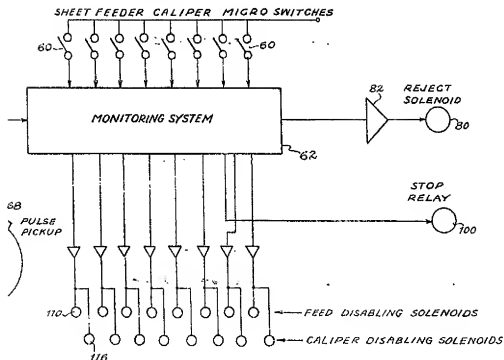 SHEET FEEDER CALIPER MICRO SWITCHES
60
60
82
REJECT SOLENOID
80
MONITORING SYSTEM
62
STOP RELAY
700
6B
PULSE PICKUP
110
FEED DISABLING SOLENOIDS
116
CALIPER DISABLING SOLENOIDS